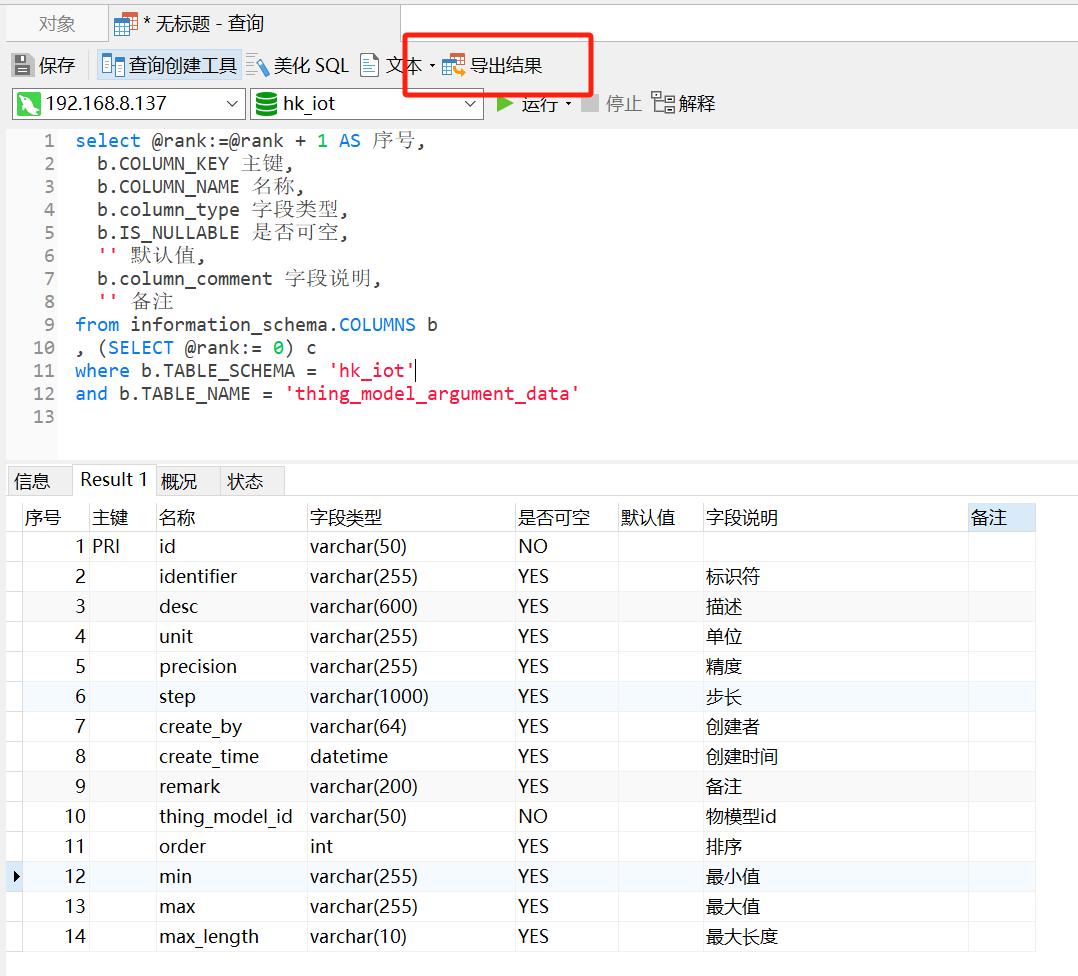 对象 * 无标题 - 查询
保存 查询创建工具 美化 SQL 文本 导出结果
192.168.8.137 hk_iot 运行 停止 解释
1 select @rank:=@rank + 1 AS 序号,
2 b.COLUMN_KEY 主键,
3 b.COLUMN_NAME 名称,
4 b.column_type 字段类型,
5 b.IS_NULLABLE 是否可空,
6 '' 默认值,
7 b.column_comment 字段说明,
8 '' 备注
9 from information_schema.COLUMNS b
10 , (SELECT @rank:= 0) c
11 where b.TABLE_SCHEMA = 'hk_iot'
12 and b.TABLE_NAME = 'thing_model_argument_data'
13
信息 Result 1 概况 状态
序号 主键 名称 字段类型 是否可空 默认值 字段说明 备注
1 PRI id varchar(50) NO
2 identifier varchar(255) YES 标识符
3 desc varchar(600) YES 描述
4 unit varchar(255) YES 单位
5 precision varchar(255) YES 精度
6 step varchar(1000) YES 步长
7 create_by varchar(64) YES 创建者
8 create_time datetime YES 创建时间
9 remark varchar(200) YES 备注
10 thing_model_id varchar(50) NO 物模型id
11 order int YES 排序
12 min varchar(255) YES 最小值
13 max varchar(255) YES 最大值
14 max_length varchar(10) YES 最大长度